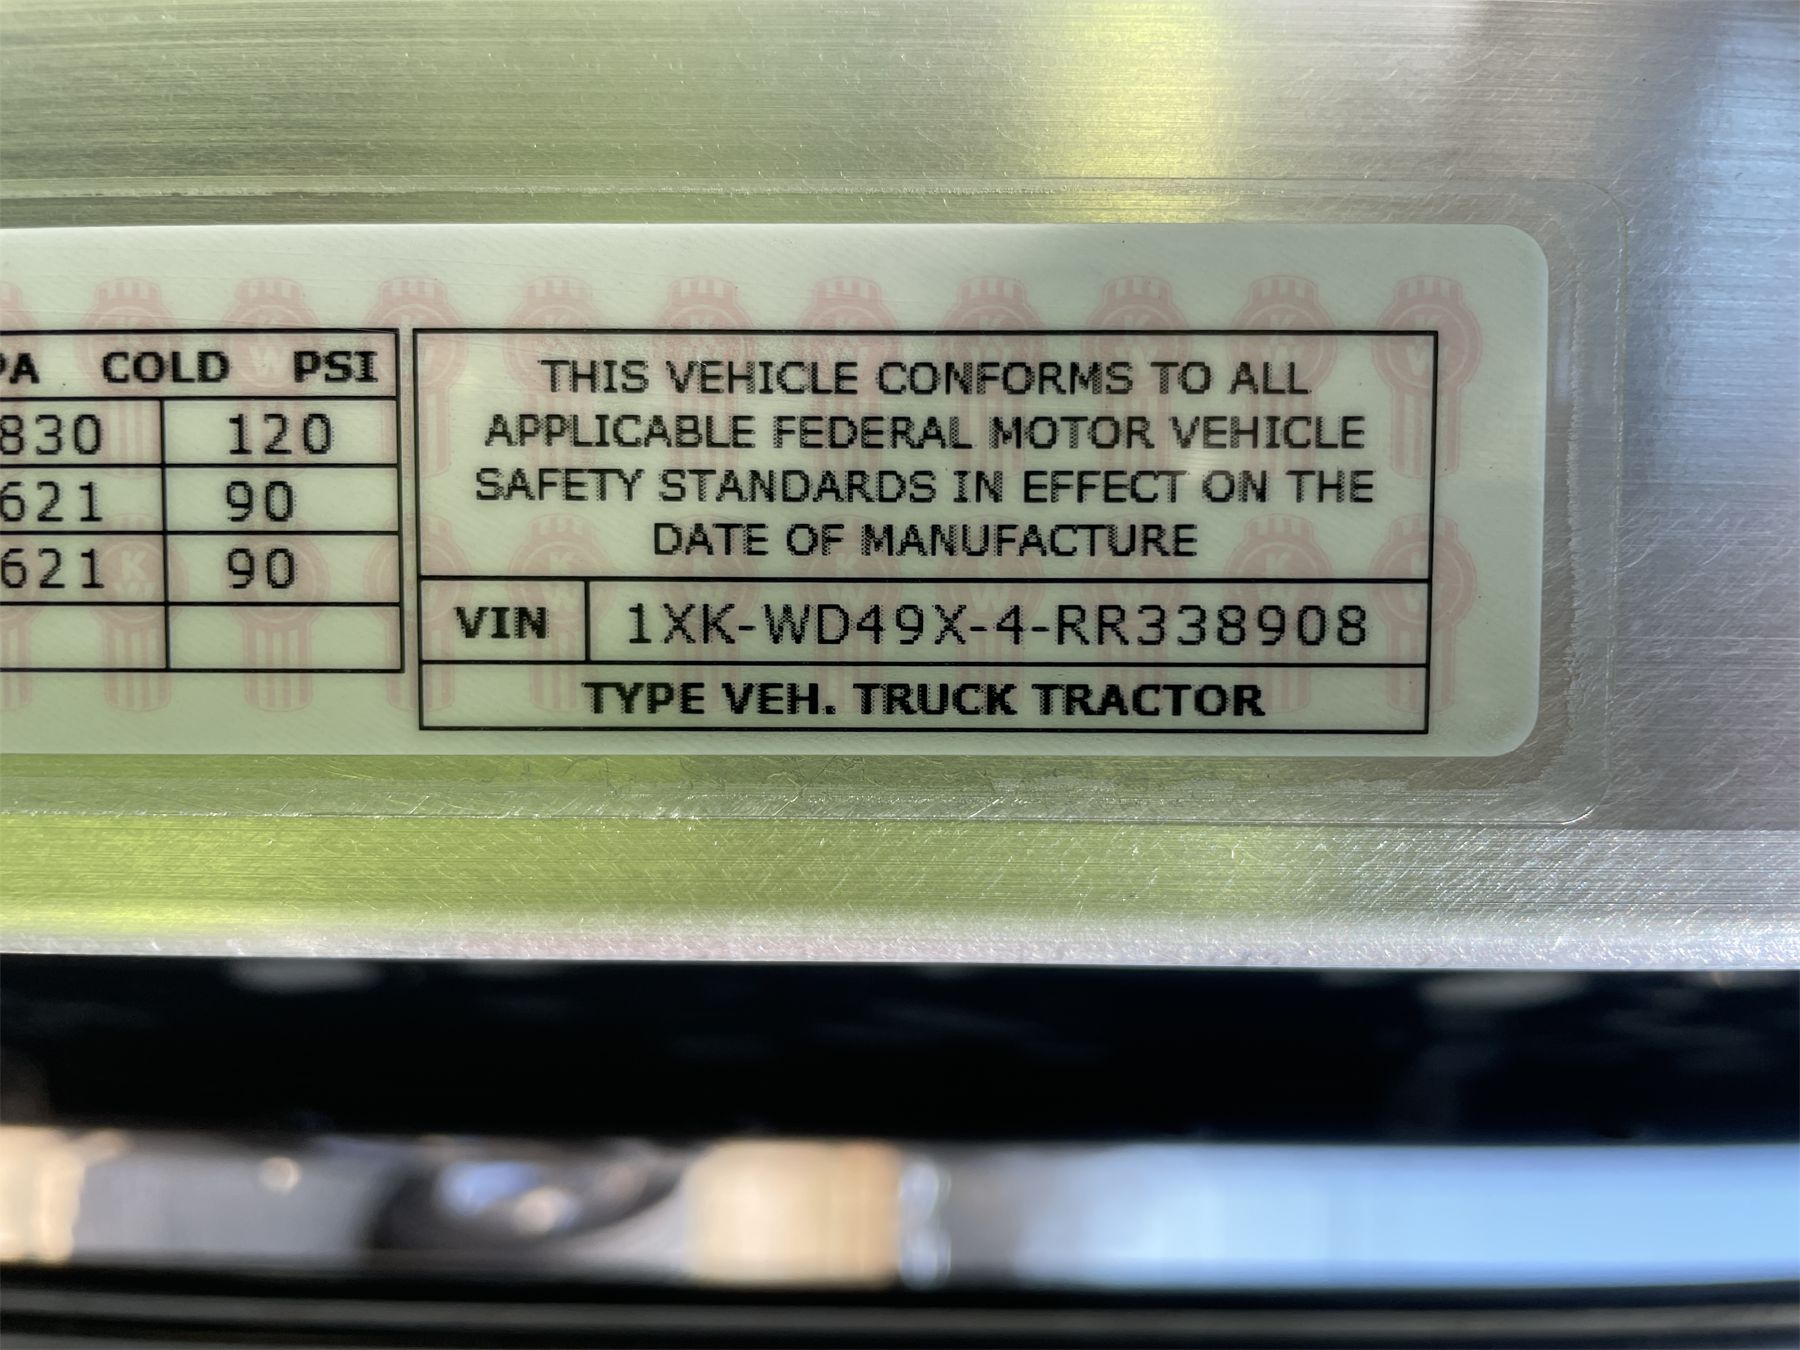 PA COLD PSI
830 120
621 90
621 90
THIS VEHICLE CONFORMS TO ALL
APPLICABLE FEDERAL MOTOR VEHICLE
SAFETY STANDARDS IN EFFECT ON THE
DATE OF MANUFACTURE
VIN 1XK-WD49X-4-RR338908
TYPE VEH. TRUCK TRACTOR